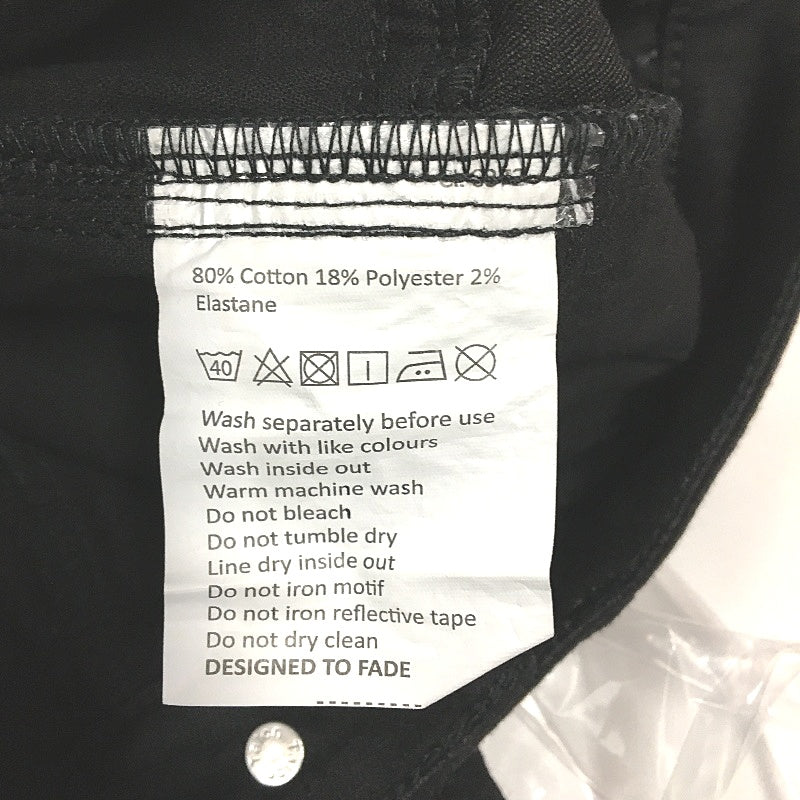 80% Cotton 18% Polyester 2%
Elastane
40
Wash separately before use
Wash with like colours
Wash inside out
Warm machine wash
Do not bleach
Do not tumble dry
Line dry inside out
Do not iron motif
Do not iron reflective tape
Do not dry clean
DESIGNED TO FADE